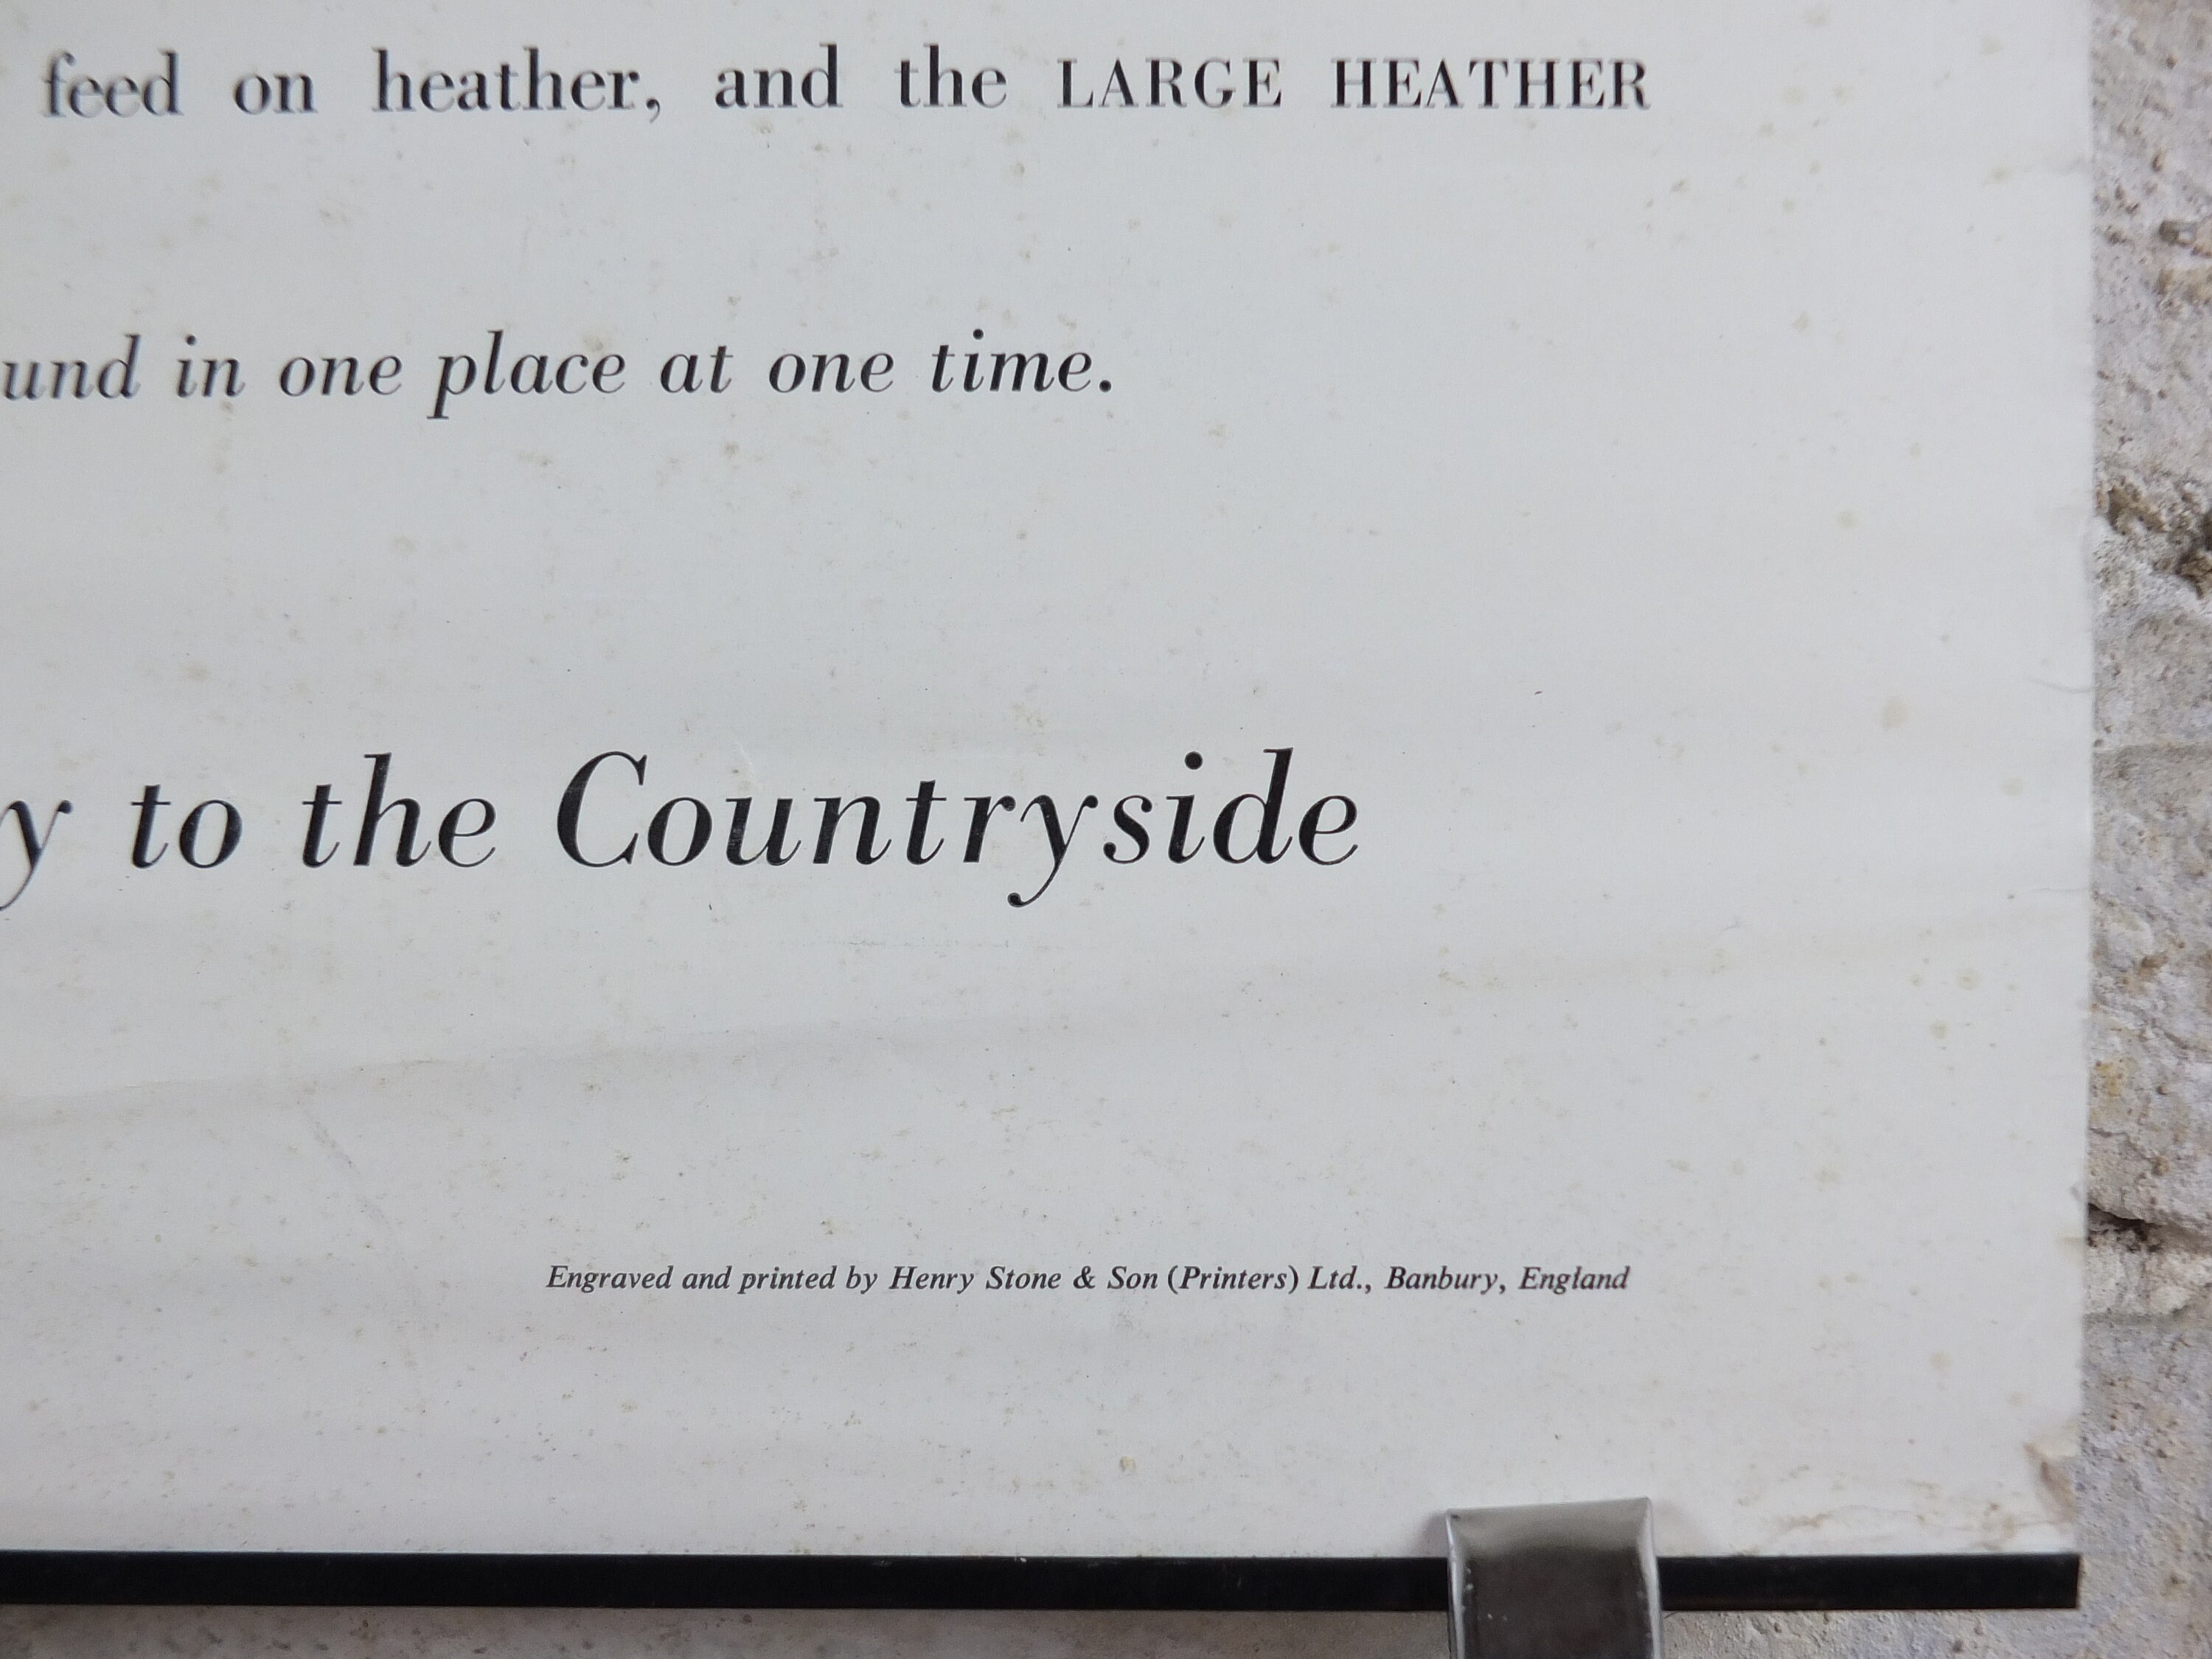 feed on heather, and the LARGE HEATHER
und in one place at one time.
y to the Countryside
Engraved and printed by Henry Stone & Son (Printers) Ltd., Banbury, England